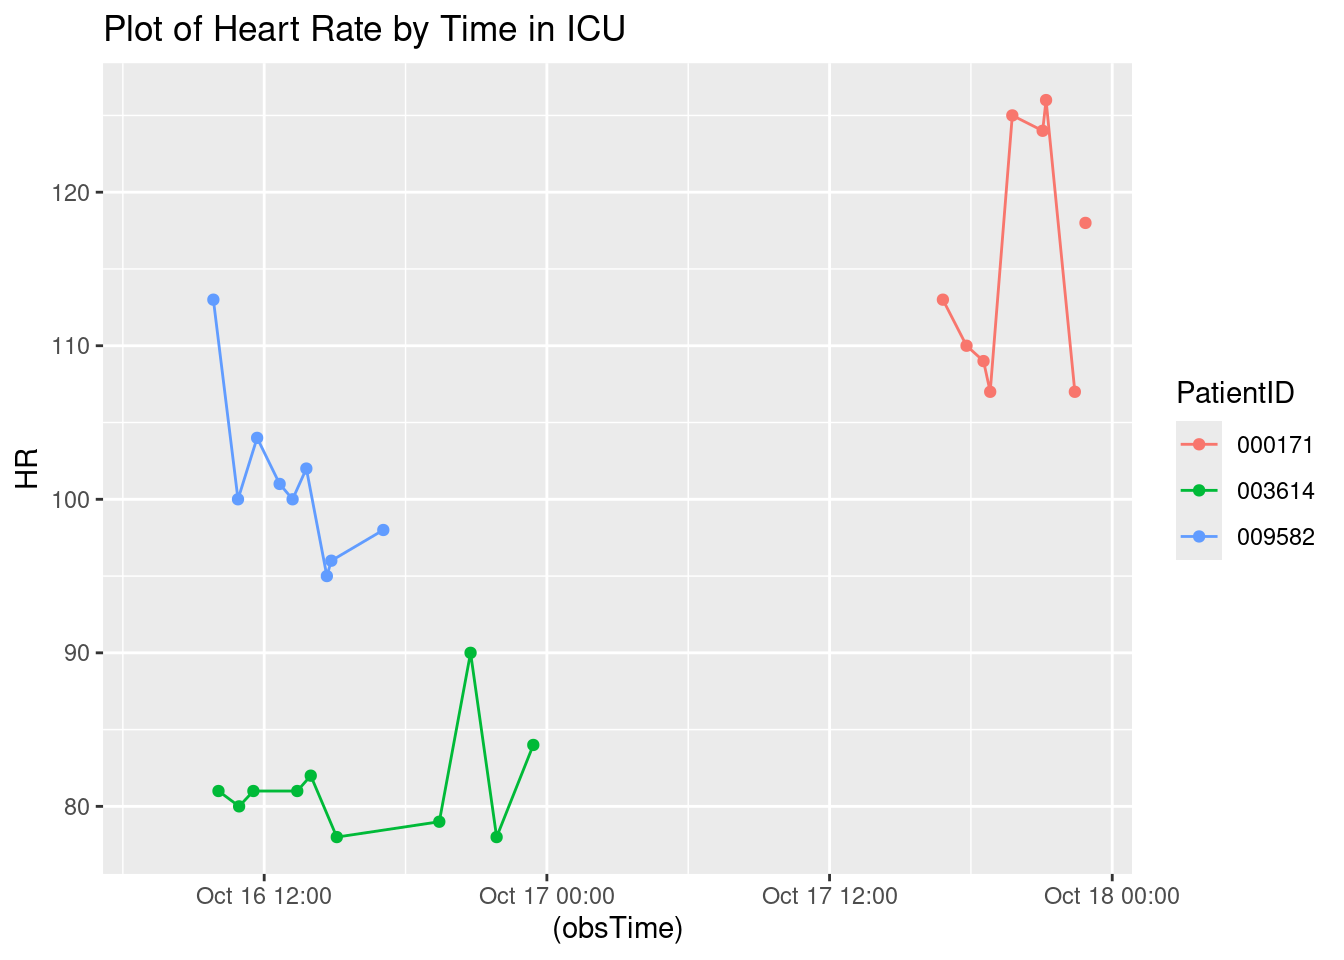 Plot of Heart Rate by Time in ICU
120
110
100
90
80
HR
Oct 16 12:00
Oct 17 00:00
Oct 17 12:00
Oct 18 00:00
(obsTime)
PatientID
000171
003614
009582